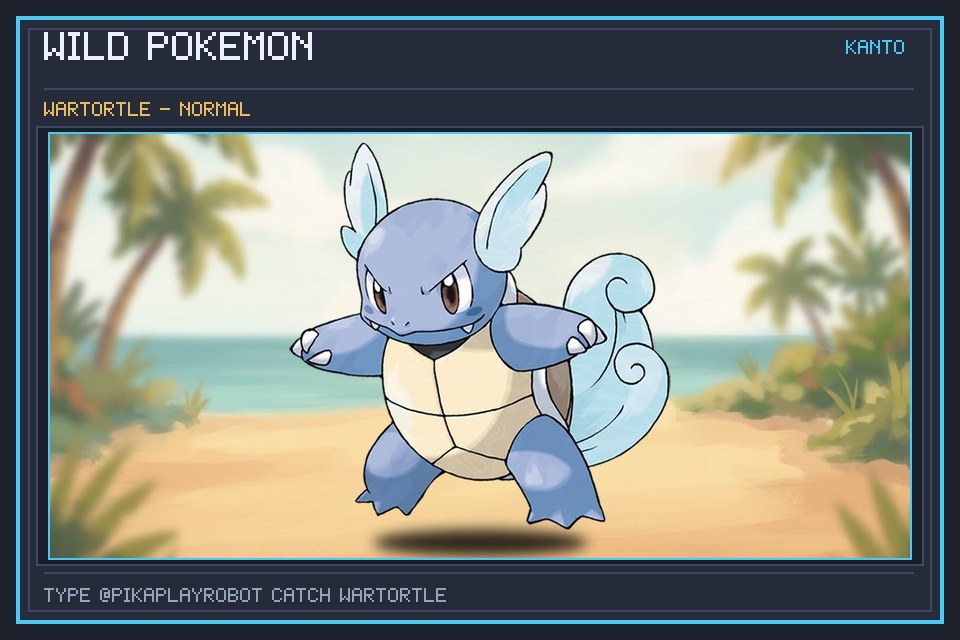 WILD POKEMON
KANTO
WARTORTLE - NORMAL
TYPE @PIKAPLAYROBOT CATCH WARTORTLE